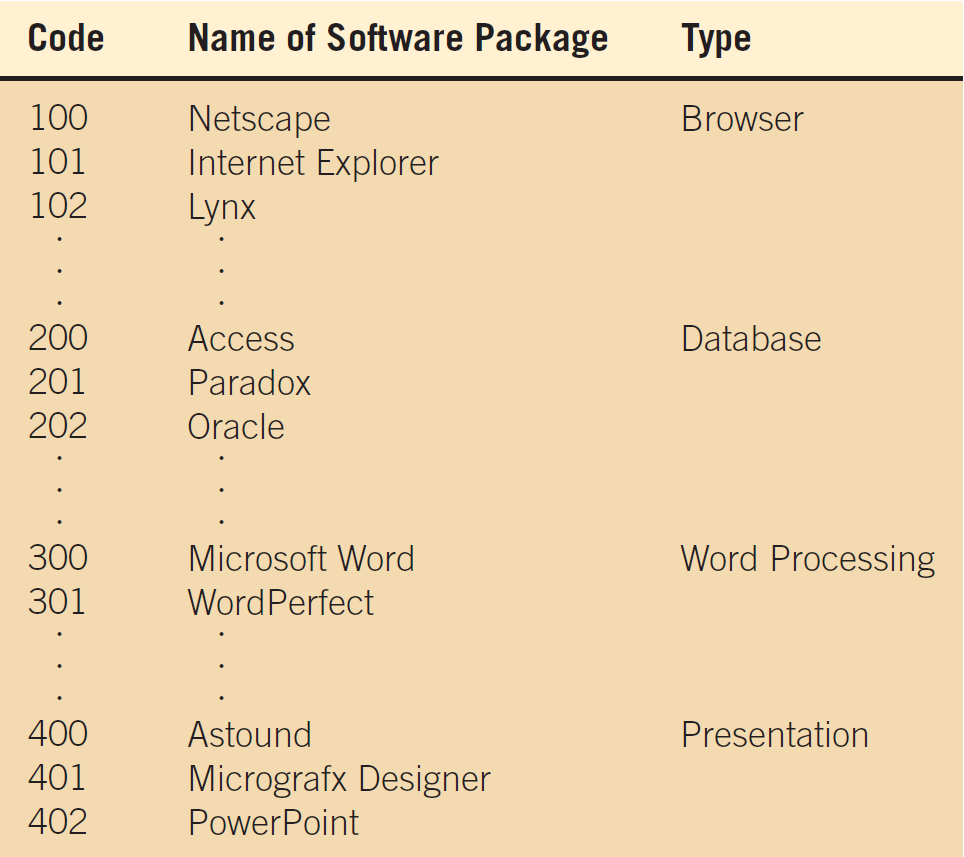 Code Name of Software Package Type
100 Netscape Browser
101 Internet Explorer
102 Lynx
. .
. .
. .
200 Access Database
201 Paradox
202 Oracle
. .
. .
. .
300 Microsoft Word Word Processing
301 WordPerfect
. .
. .
. .
400 Astound Presentation
401 Micrografx Designer
402 PowerPoint